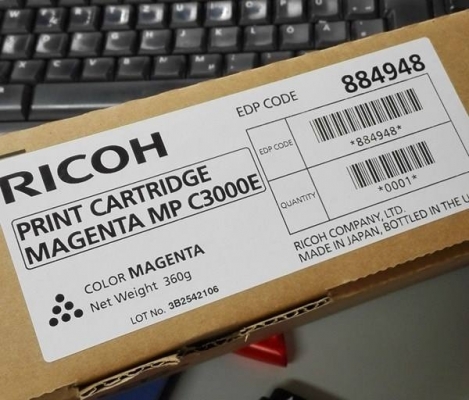 RICOH
PRINT CARTRIDGE
MAGENTA MP C3000E
COLOR MAGENTA
Net Weight 360g
LOT No. 3B2542106
EDP CODE 884948
EDP CODE
*884948*
QUANTITY
*0001*
RICOH COMPANY, LTD.
MADE IN JAPAN, BOTTLED IN THE